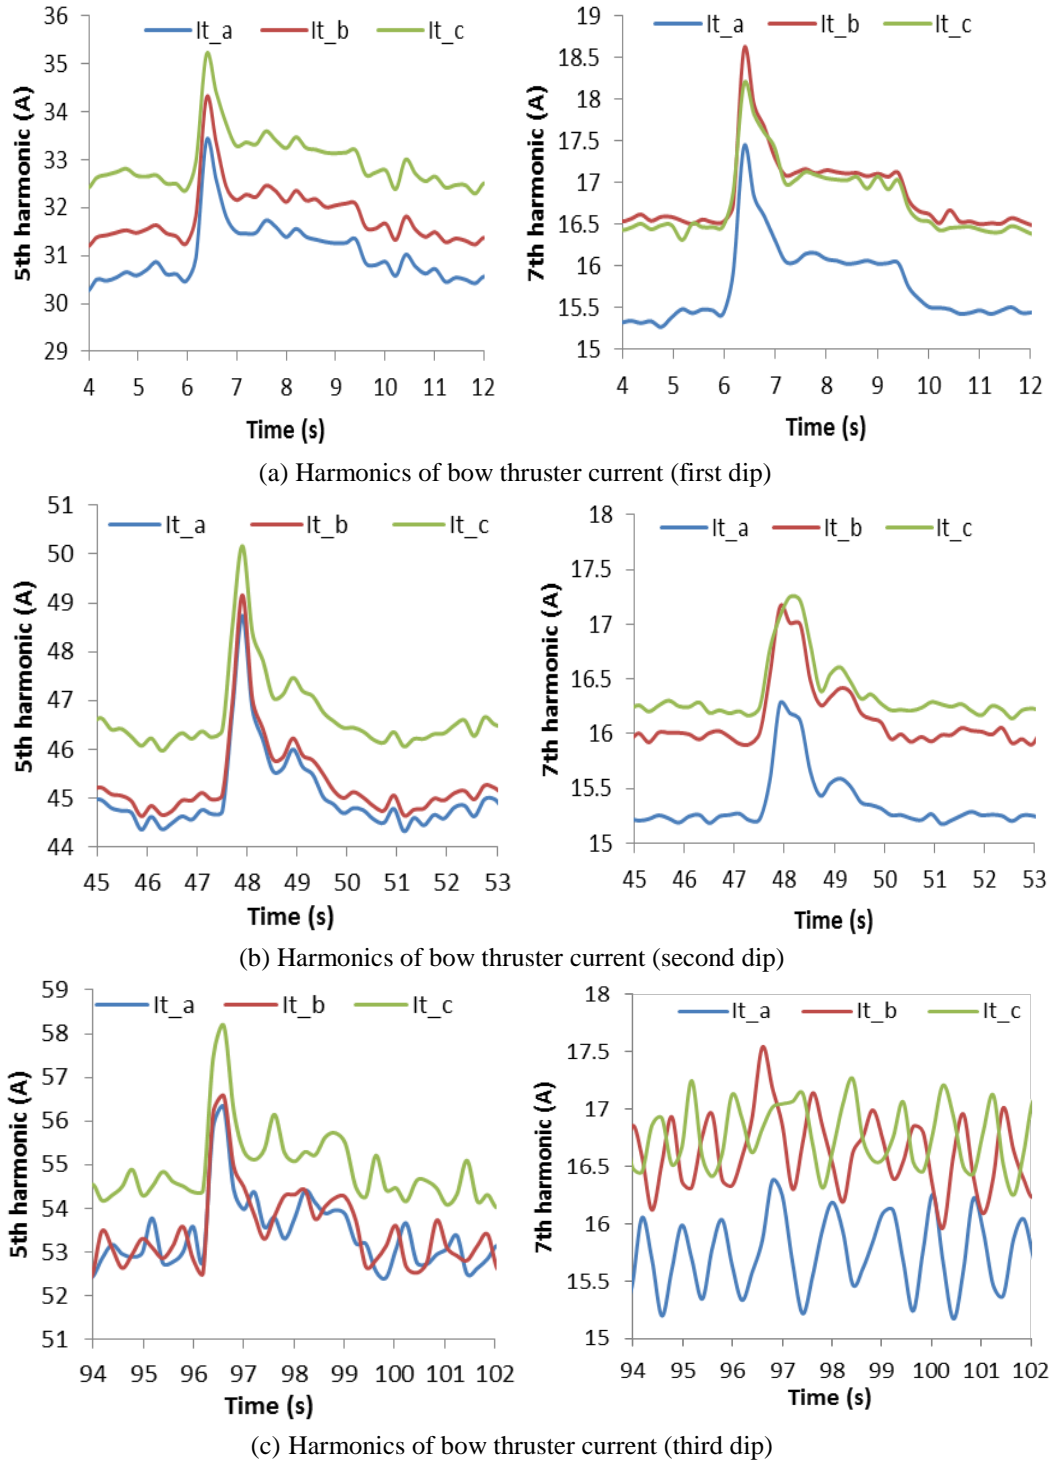 It_a It_b It_c
5th harmonic (A)
36
35
34
33
32
31
30
29
4 5 6 7 8 9 10 11 12
Time (s)
It_a It_b It_c
7th harmonic (A)
19
18.5
18
17.5
17
16.5
16
15.5
15
4 5 6 7 8 9 10 11 12
Time (s)
(a) Harmonics of bow thruster current (first dip)
It_a It_b It_c
5th harmonic (A)
51
50
49
48
47
46
45
44
45 46 47 48 49 50 51 52 53
Time (s)
It_a It_b It_c
7th harmonic (A)
18
17.5
17
16.5
16
15.5
15
45 46 47 48 49 50 51 52 53
Time (s)
(b) Harmonics of bow thruster current (second dip)
It_a It_b It_c
5th harmonic (A)
59
58
57
56
55
54
53
52
51
94 95 96 97 98 99 100 101 102
Time (s)
It_a It_b It_c
7th harmonic (A)
18
17.5
17
16.5
16
15.5
15
94 95 96 97 98 99 100 101 102
Time (s)
(c) Harmonics of bow thruster current (third dip)